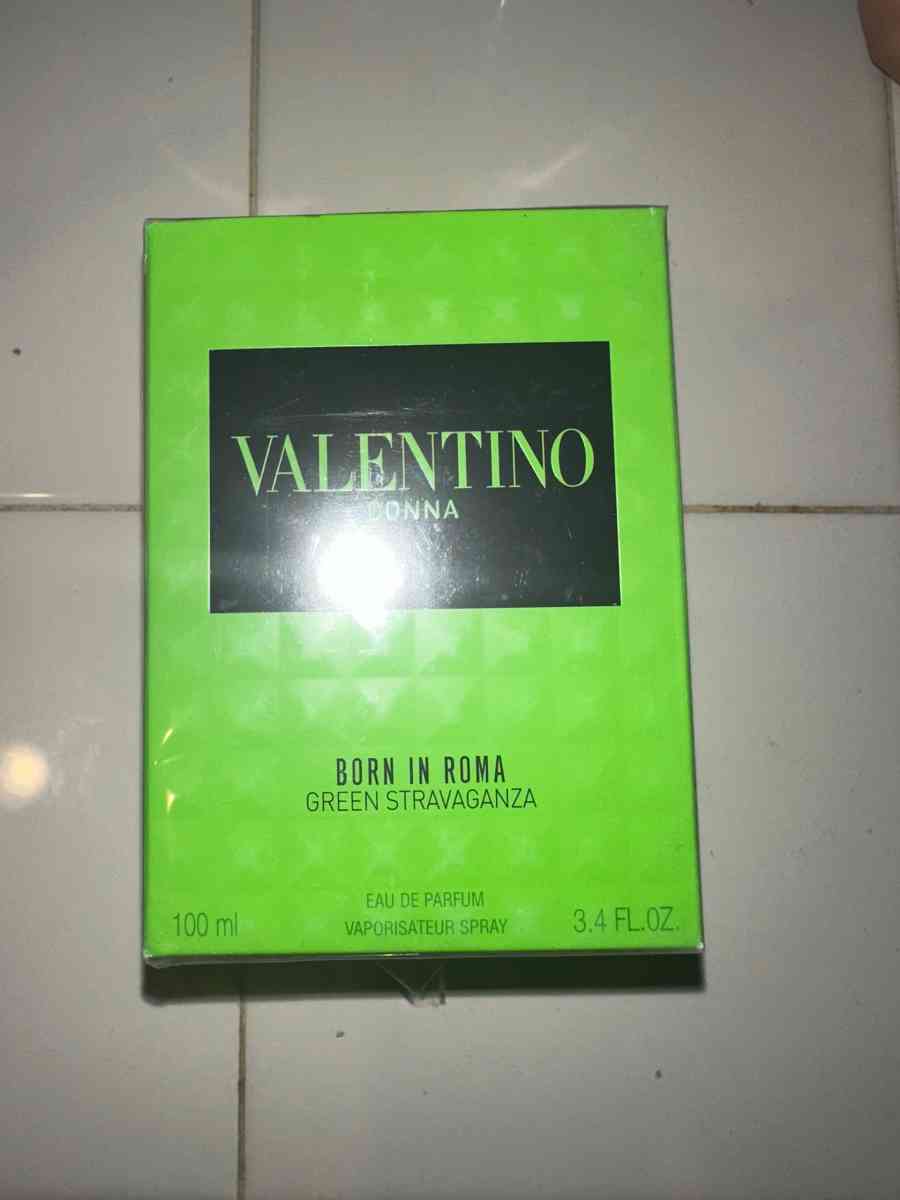 VALENTINO
DONNA
BORN IN ROMA
GREEN STRAVAGANZA
EAU DE PARFUM
100 ml VAPORISATEUR SPRAY 3.4 FL.OZ.